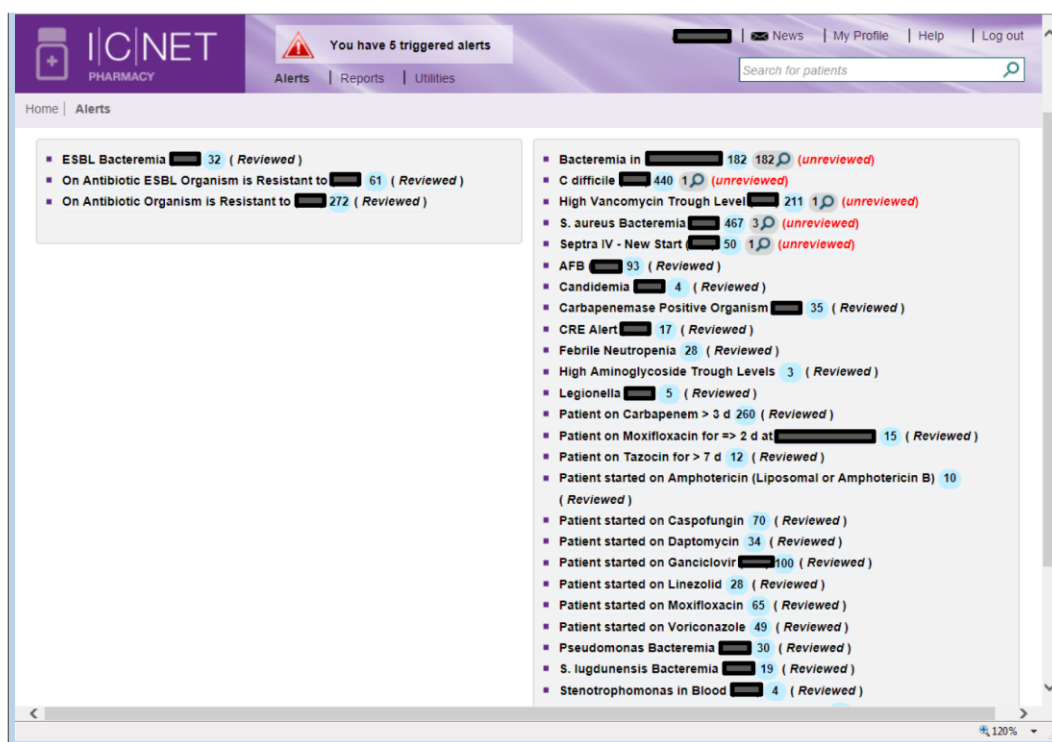 I|C|NET
PHARMACY
You have 5 triggered alerts
Alerts | Reports | Utilities
| News | My Profile | Help | Log out
Search for patients
Home | Alerts
ESBL Bacteremia 32 ( Reviewed )
On Antibiotic ESBL Organism is Resistant to 61 ( Reviewed )
On Antibiotic Organism is Resistant to 272 ( Reviewed )
Bacteremia in 182 182 (unreviewed)
C difficile 440 1 (unreviewed)
High Vancomycin Trough Level 211 1 (unreviewed)
S. aureus Bacteremia 467 3 (unreviewed)
Septra IV - New Start ( 50 1 (unreviewed)
AFB ( 93 ( Reviewed )
Candidemia 4 ( Reviewed )
Carbapenemase Positive Organism 35 ( Reviewed )
CRE Alert 17 ( Reviewed )
Febrile Neutropenia 28 ( Reviewed )
High Aminoglycoside Trough Levels 3 ( Reviewed )
Legionella 5 ( Reviewed )
Patient on Carbapenem > 3 d 260 ( Reviewed )
Patient on Moxifloxacin for => 2 d at 15 ( Reviewed )
Patient on Tazocin for > 7 d 12 ( Reviewed )
Patient started on Amphotericin (Liposomal or Amphotericin B) 10
( Reviewed )
Patient started on Caspofungin 70 ( Reviewed )
Patient started on Daptomycin 34 ( Reviewed )
Patient started on Ganciclovir 100 ( Reviewed )
Patient started on Linezolid 28 ( Reviewed )
Patient started on Moxifloxacin 65 ( Reviewed )
Patient started on Voriconazole 49 ( Reviewed )
Pseudomonas Bacteremia 30 ( Reviewed )
S. lugdunensis Bacteremia 19 ( Reviewed )
Stenotrophomonas in Blood 4 ( Reviewed )
120%